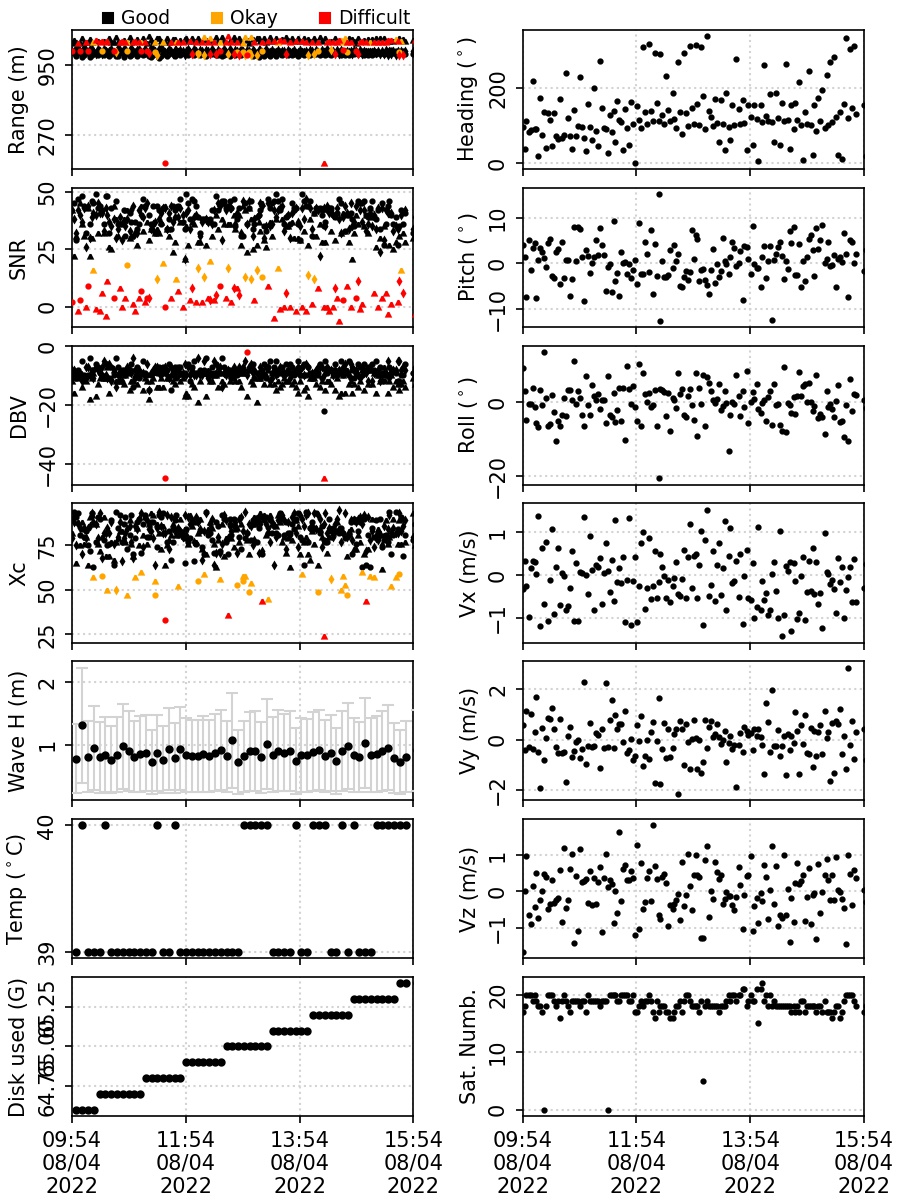 Good Okay Difficult
Range (m)
950
270
Heading (°)
200
0
SNR
50
25
0
Pitch (°)
10
0
−10
DBV
0
−20
−40
Roll (°)
0
−20
Xc
75
50
25
Vx (m/s)
1
0
−1
Wave H (m)
2
1
Vy (m/s)
2
0
−2
Temp (°C)
40
39
Vz (m/s)
1
0
−1
Disk used (G)
65.25
65.00
64.75
Sat. Numb.
20
10
0
09:54 11:54 13:54 15:54 09:54 11:54 13:54 15:54
08/04 08/04 08/04 08/04 08/04 08/04 08/04 08/04
2022 2022 2022 2022 2022 2022 2022 2022